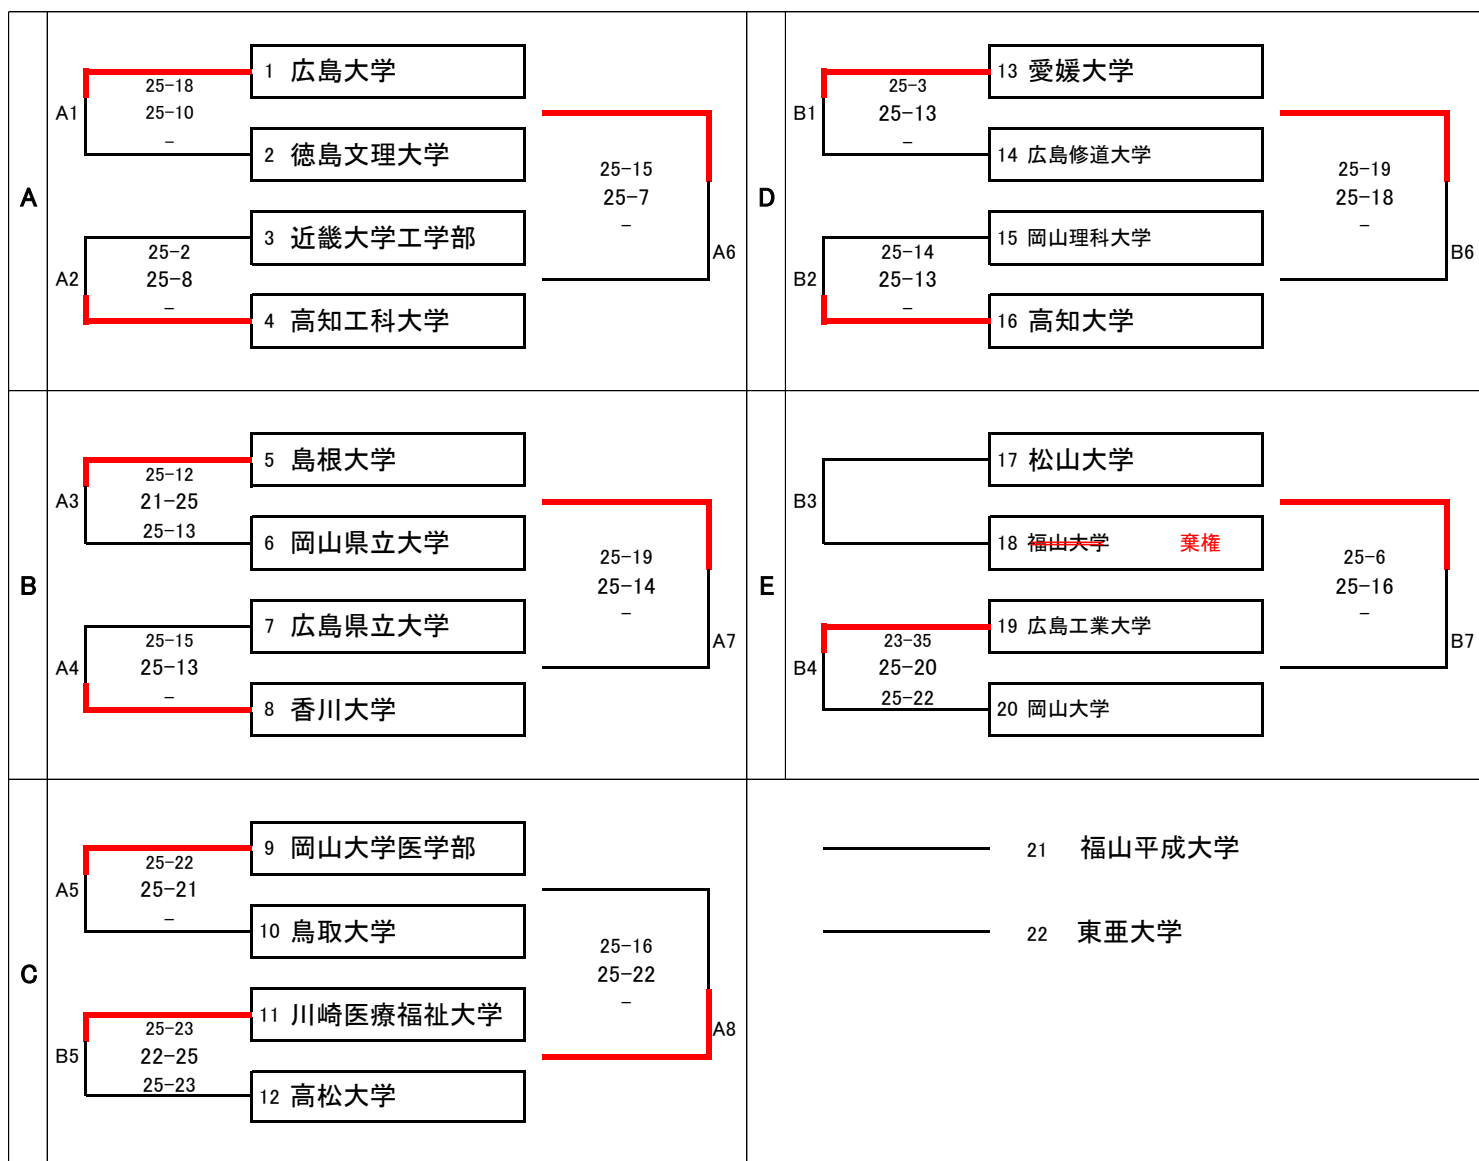 A
A1
25-18
25-10
-
1 広島大学
2 徳島文理大学
A2
25-2
25-8
-
3 近畿大学工学部
4 高知工科大学
25-15
25-7
-
A6
D
B1
25-3
25-13
-
13 愛媛大学
14 広島修道大学
B2
25-14
25-13
-
15 岡山理科大学
16 高知大学
25-19
25-18
-
B6
B
A3
25-12
21-25
25-13
5 島根大学
6 岡山県立大学
A4
25-15
25-13
-
7 広島県立大学
8 香川大学
25-19
25-14
-
A7
E
B3
17 松山大学
18 福山大学 棄権
B4
23-35
25-20
25-22
19 広島工業大学
20 岡山大学
25-6
25-16
-
B7
C
A5
25-22
25-21
-
9 岡山大学医学部
10 鳥取大学
B5
25-23
22-25
25-23
11 川崎医療福祉大学
12 高松大学
25-16
25-22
-
A8
21 福山平成大学
22 東亜大学